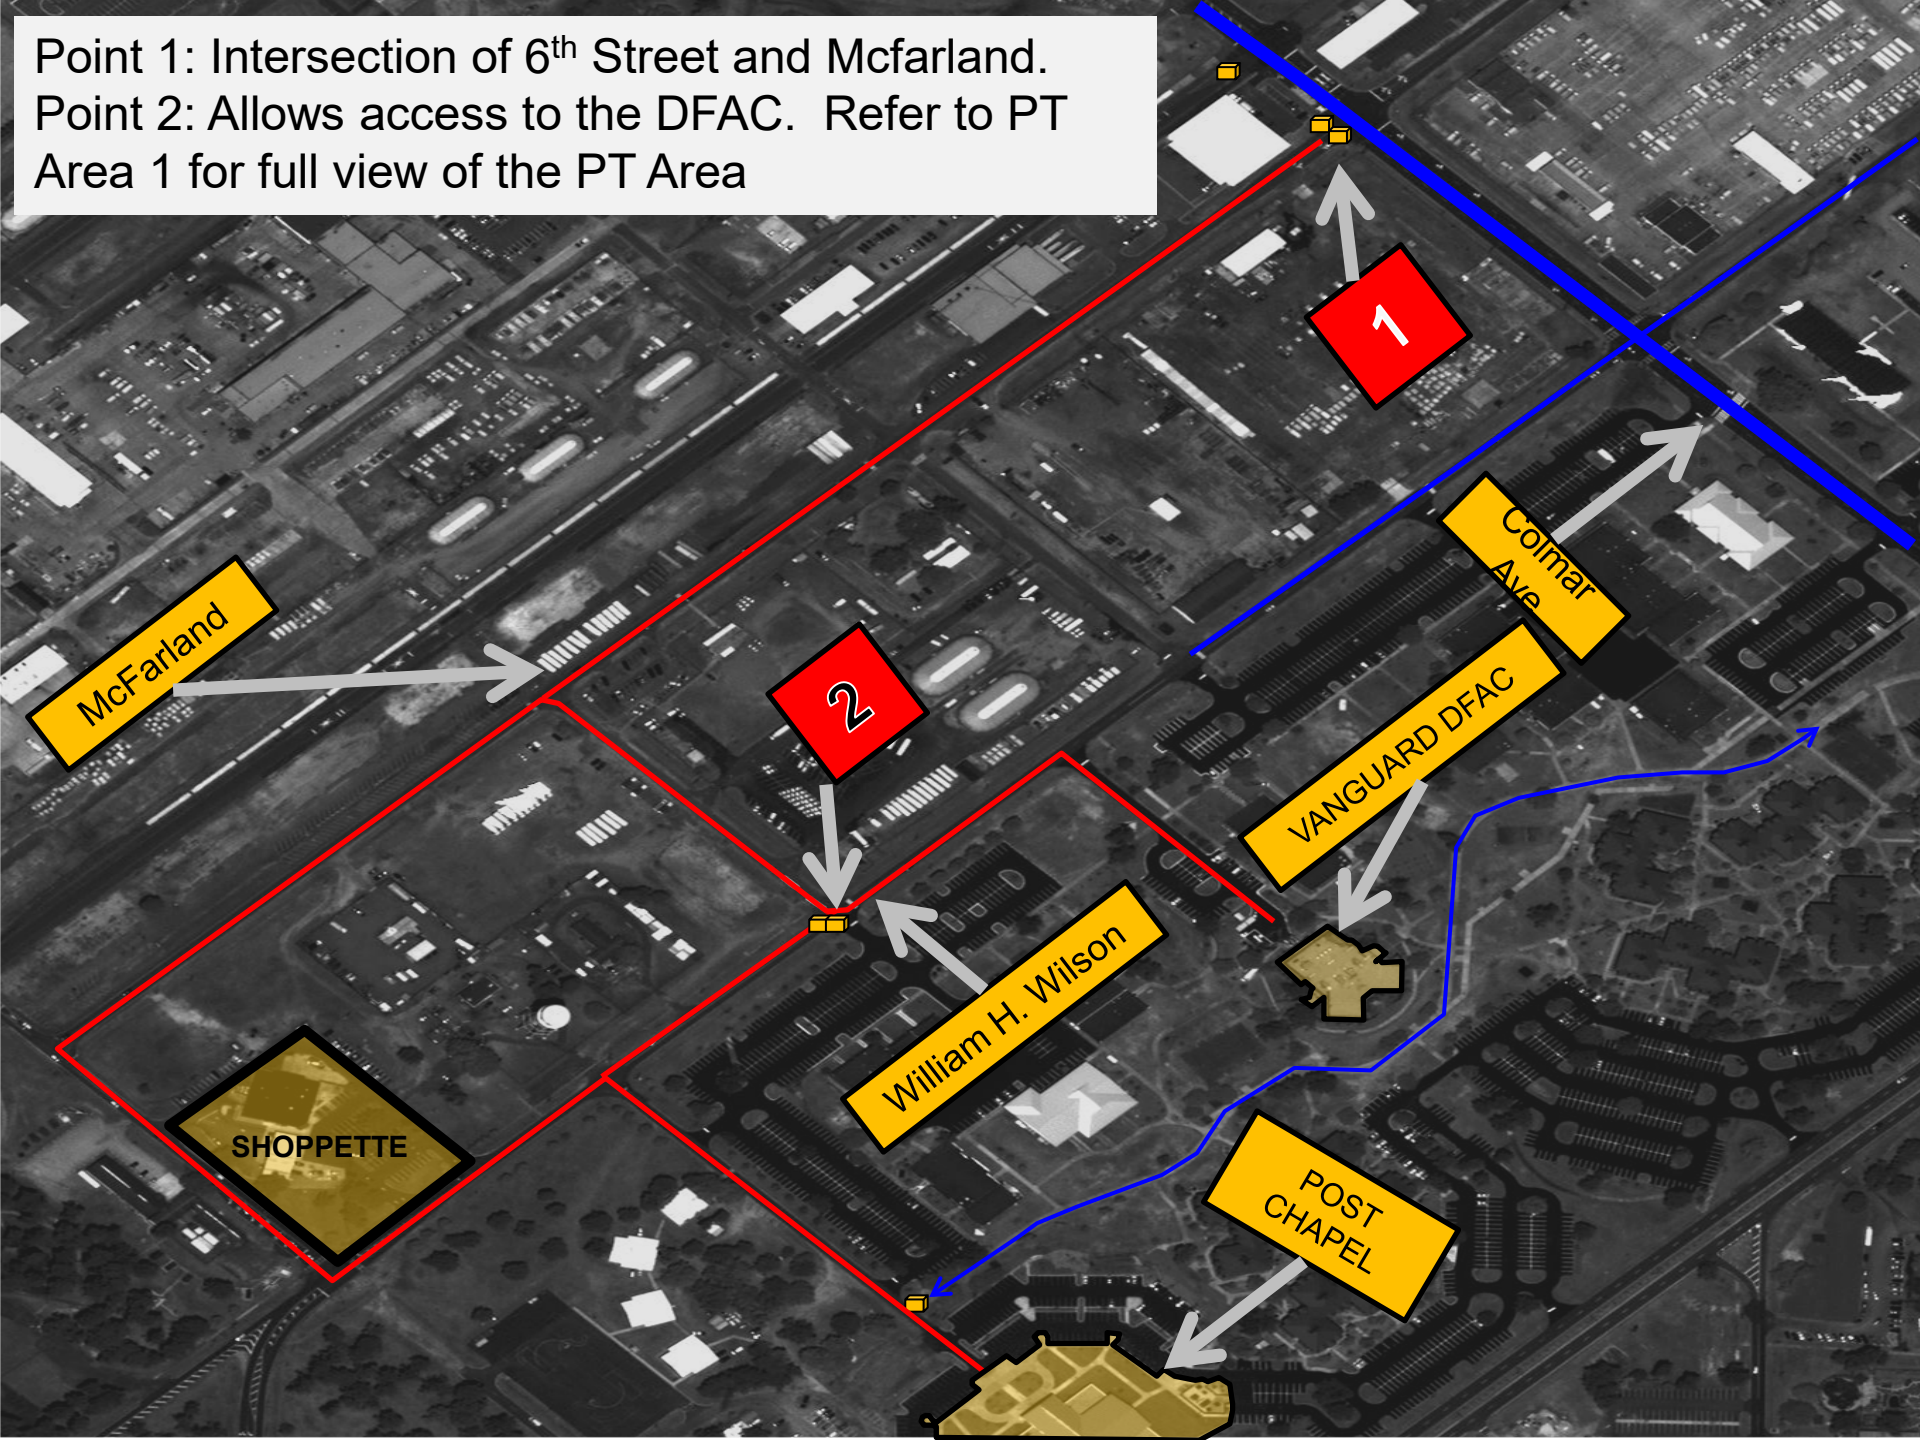 Point 1: Intersection of 6th Street and Mcfarland.
Point 2: Allows access to the DFAC.  Refer to PT
Area 1 for full view of the PT Area
1
Colmar
Ave
McFarland
2
VANGUARD DFAC
William H. Wilson
SHOPPETTE
POST
CHAPEL